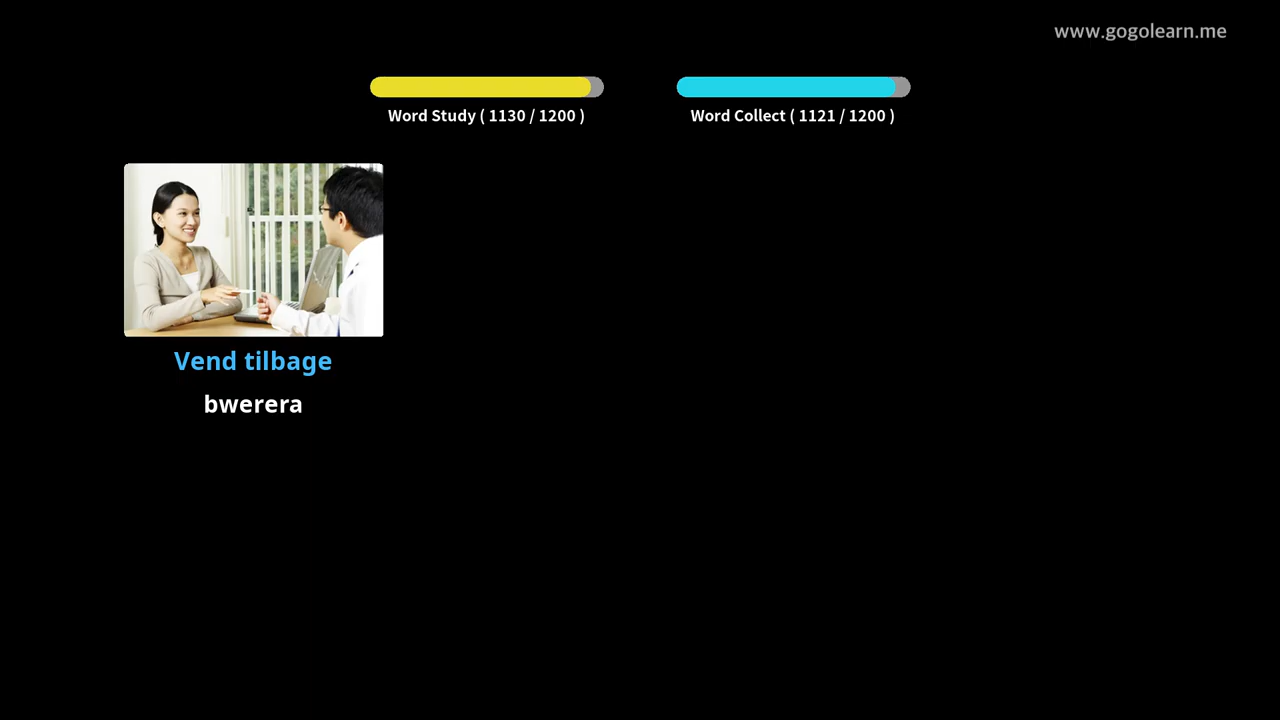 www.gogolearn.me
Word Study ( 1130 / 1200 )
Word Collect ( 1121 / 1200 )
Vend tilbage
bwerera